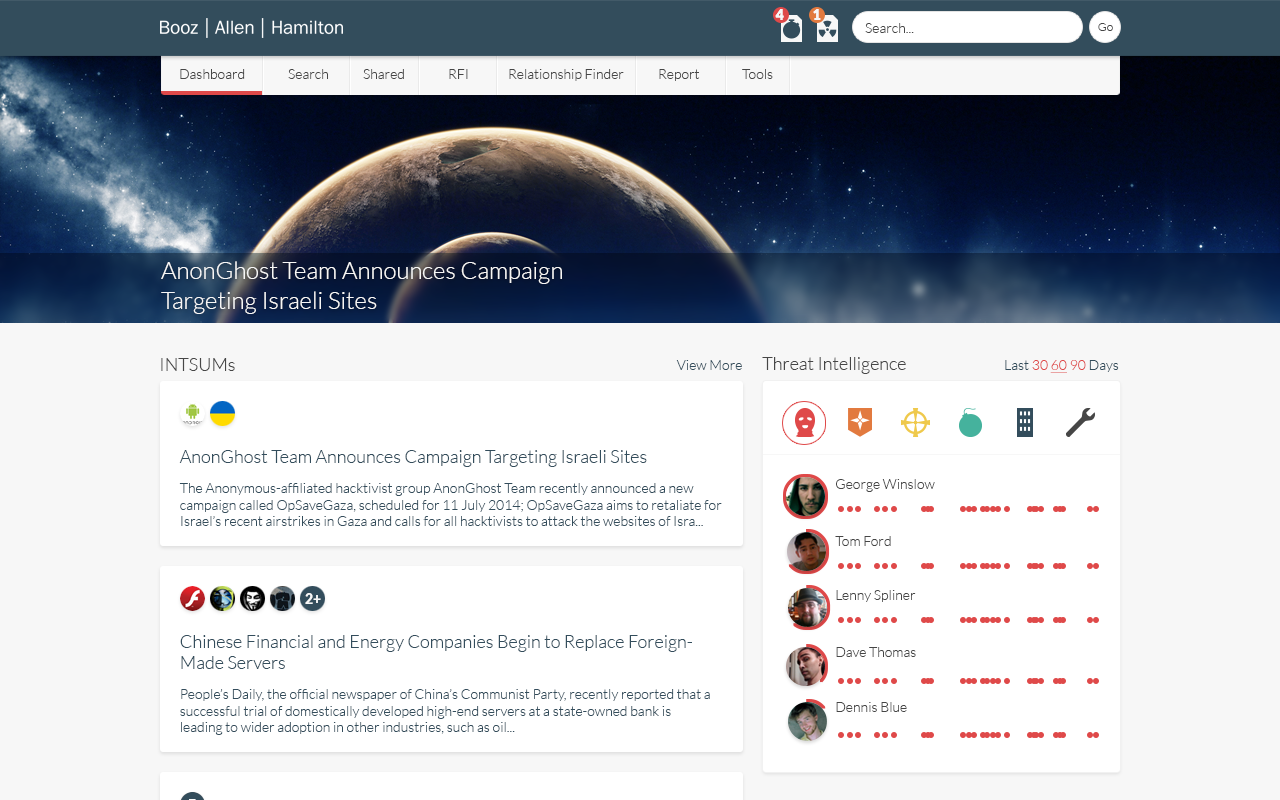 Booz | Allen | Hamilton
4
1
Search...
Go
Dashboard
Search
Shared
RFI
Relationship Finder
Report
Tools
AnonGhost Team Announces Campaign
Targeting Israeli Sites
INTSUMs
View More
AnonGhost Team Announces Campaign Targeting Israeli Sites
The Anonymous-affiliated hacktivist group AnonGhost Team recently announced a new
campaign called OpSaveGaza, scheduled for 11 July 2014; OpSaveGaza aims to retaliate for
Israel's recent airstrikes in Gaza and calls for all hacktivists to attack the websites of Isra...
2+
Chinese Financial and Energy Companies Begin to Replace Foreign-
Made Servers
People's Daily, the official newspaper of China's Communist Party, recently reported that a
successful trial of domestically developed high-end servers at a state-owned bank is
leading to wider adoption in other industries, such as oil...
Threat Intelligence
Last 30 60 90 Days
George Winslow
Tom Ford
Lenny Spliner
Dave Thomas
Dennis Blue